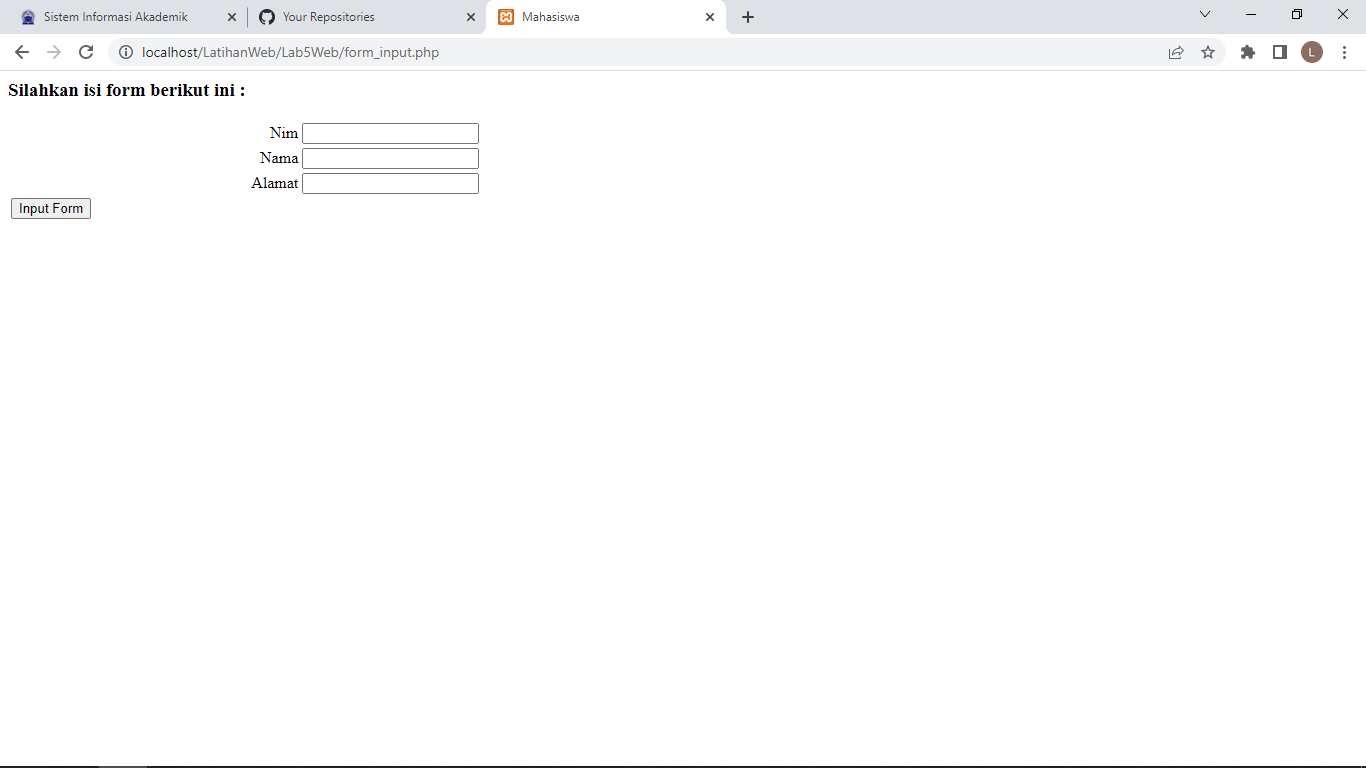 Sistem Informasi Akademik
Your Repositories
Mahasiswa
localhost/LatihanWeb/Lab5Web/form_input.php
L
Silahkan isi form berikut ini :
Nim
Nama
Alamat
Input Form